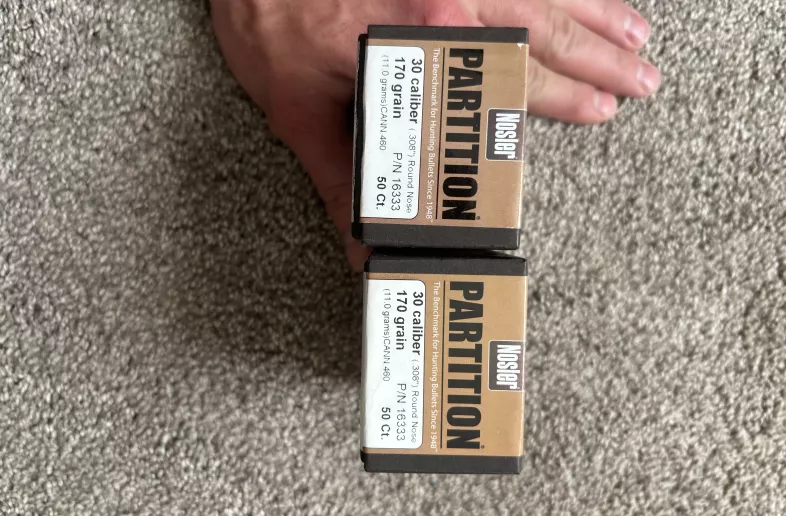 Nosler
PARTITION®
The Benchmark for Hunting Bullets Since 1948™
30 caliber (.308") Round Nose
170 grain P/N 16333
(11.0 grams)CANN 460 50 Ct.
Nosler
PARTITION®
The Benchmark for Hunting Bullets Since 1948™
30 caliber (.308") Round Nose
170 grain P/N 16333
(11.0 grams)CANN 460 50 Ct.